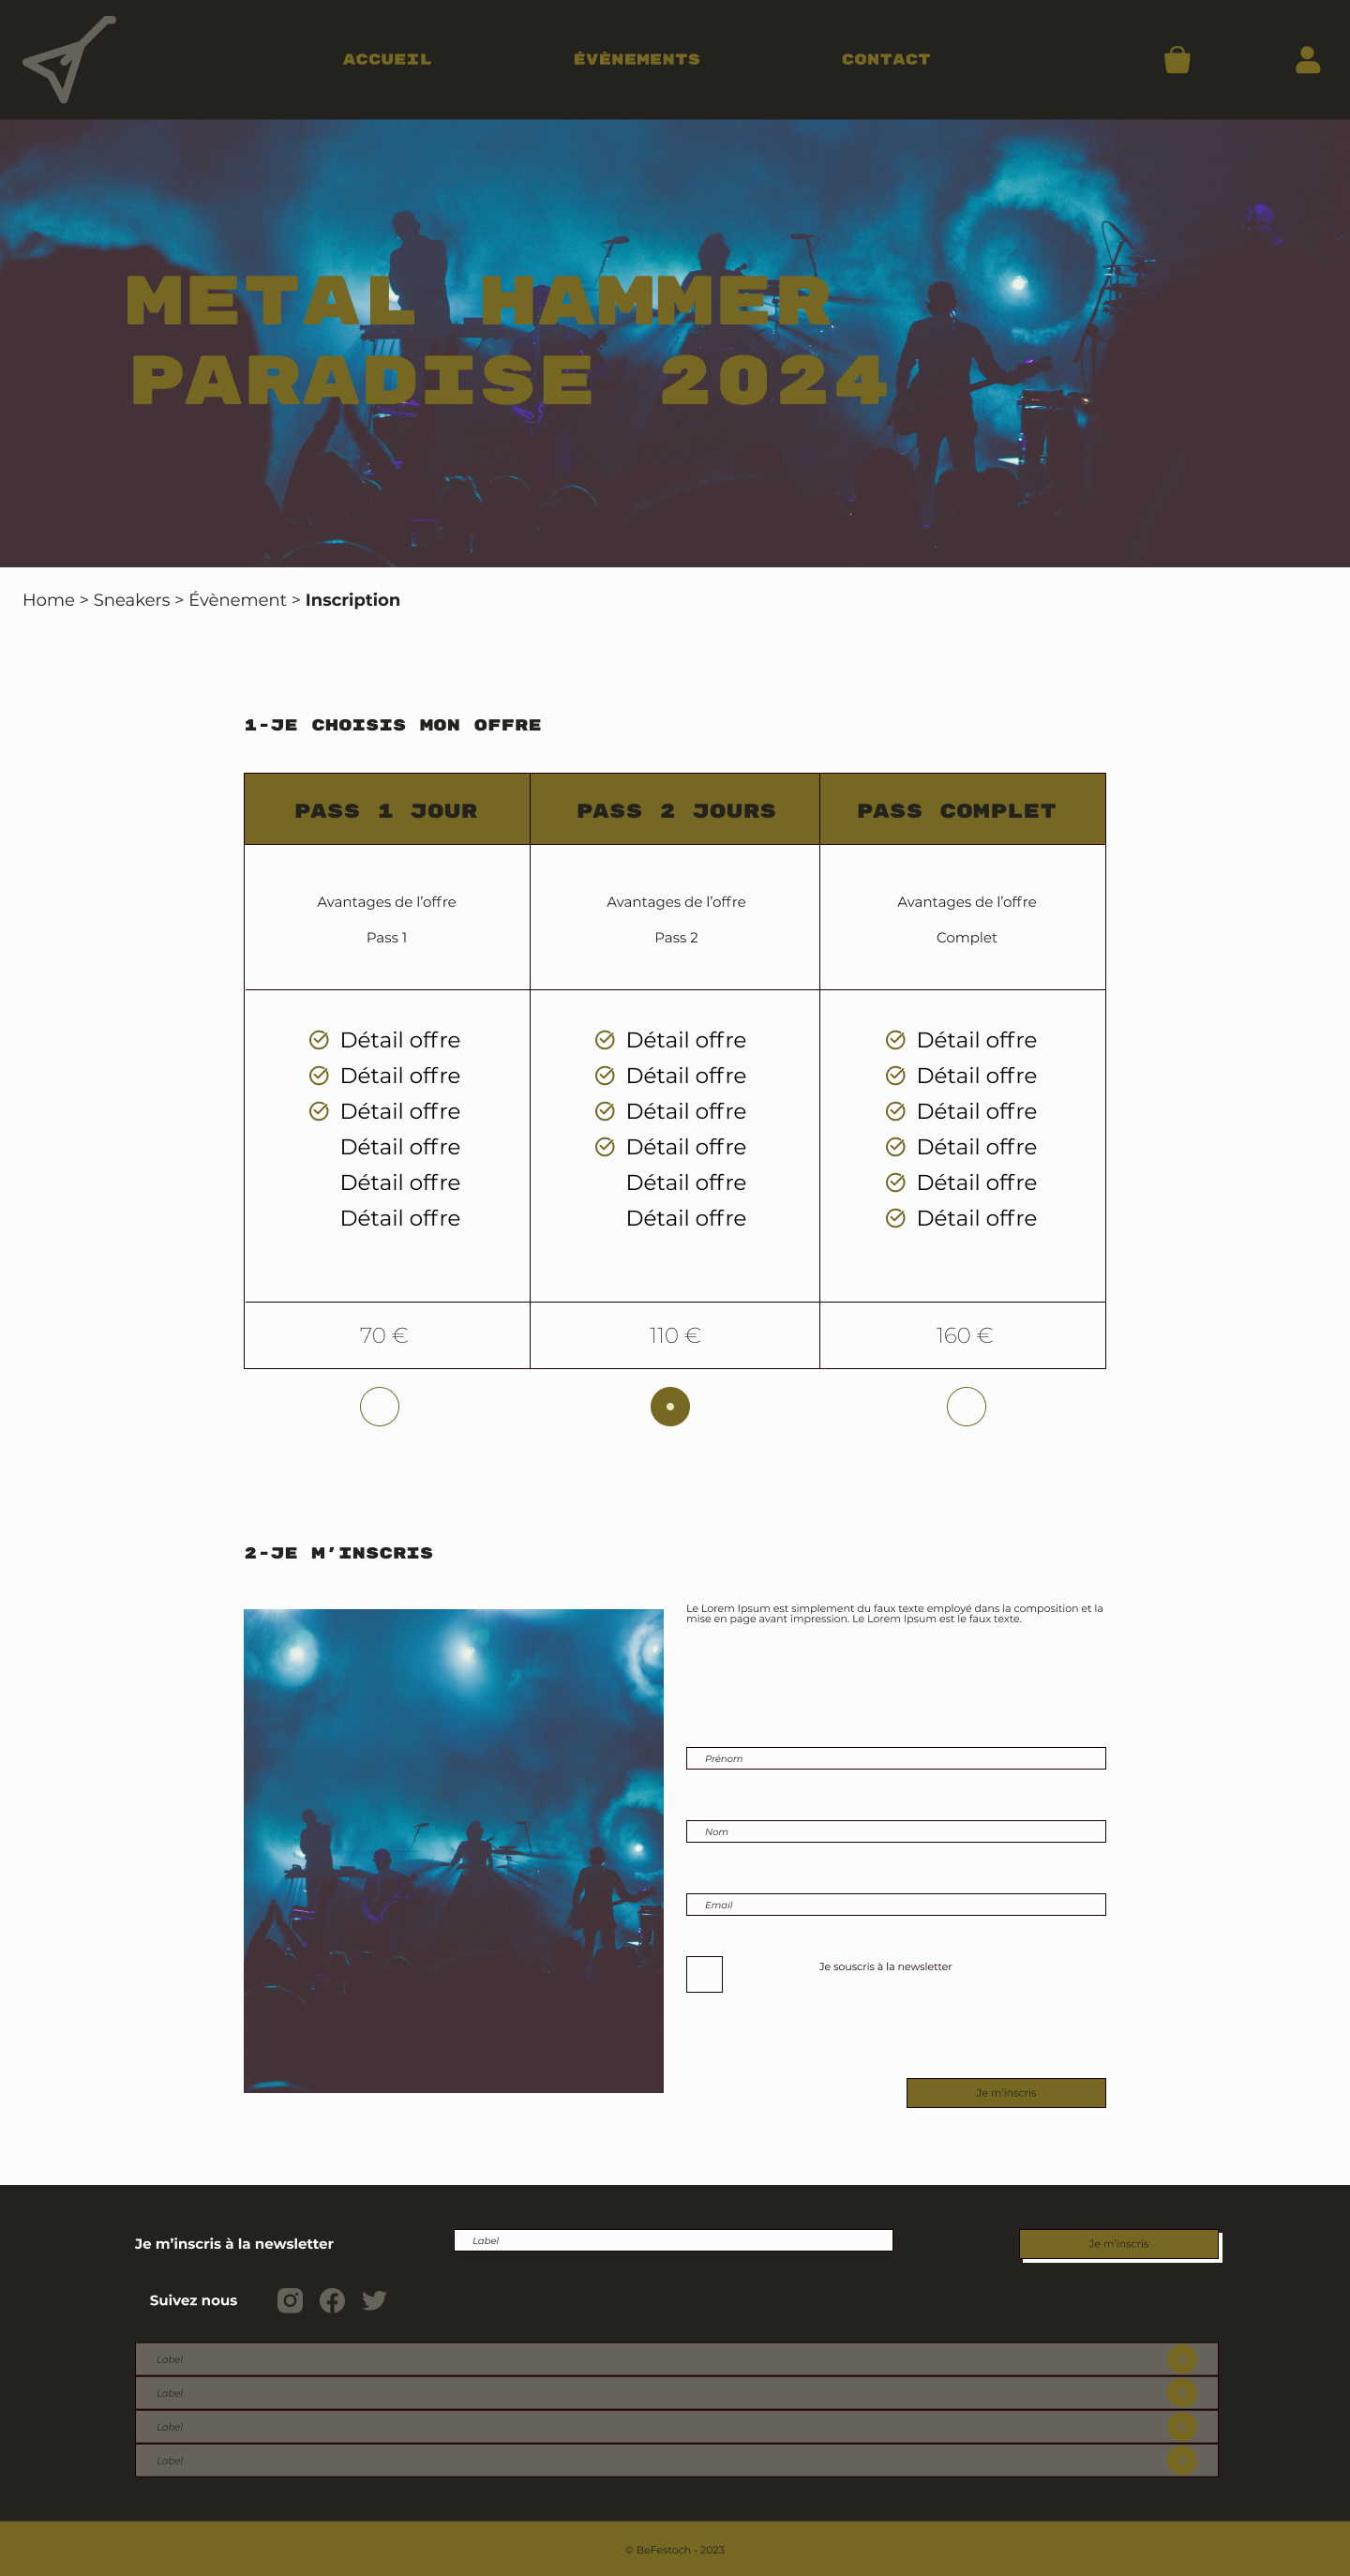 ACCUEIL ÉVÈNEMENTS CONTACT
METAL HAMMER
PARADISE 2024
Home > Sneakers > Évènement > Inscription
1-JE CHOISIS MON OFFRE
PASS 1 JOUR PASS 2 JOURS PASS COMPLET
Avantages de l’offre Avantages de l’offre Avantages de l’offre
Pass 1 Pass 2 Complet
Détail offre Détail offre Détail offre
Détail offre Détail offre Détail offre
Détail offre Détail offre Détail offre
Détail offre Détail offre Détail offre
Détail offre Détail offre Détail offre
Détail offre Détail offre Détail offre
70 € 110 € 160 €
2-JE M’INSCRIS
Le Lorem Ipsum est simplement du faux texte employé dans la composition et la
mise en page avant impression. Le Lorem Ipsum est le faux texte.
Prénom
Nom
Email
Je souscris à la newsletter
Je m’inscris
Je m’inscris à la newsletter Label Je m’inscris
Suivez nous
Label
Label
Label
Label
© BeFestoch - 2023